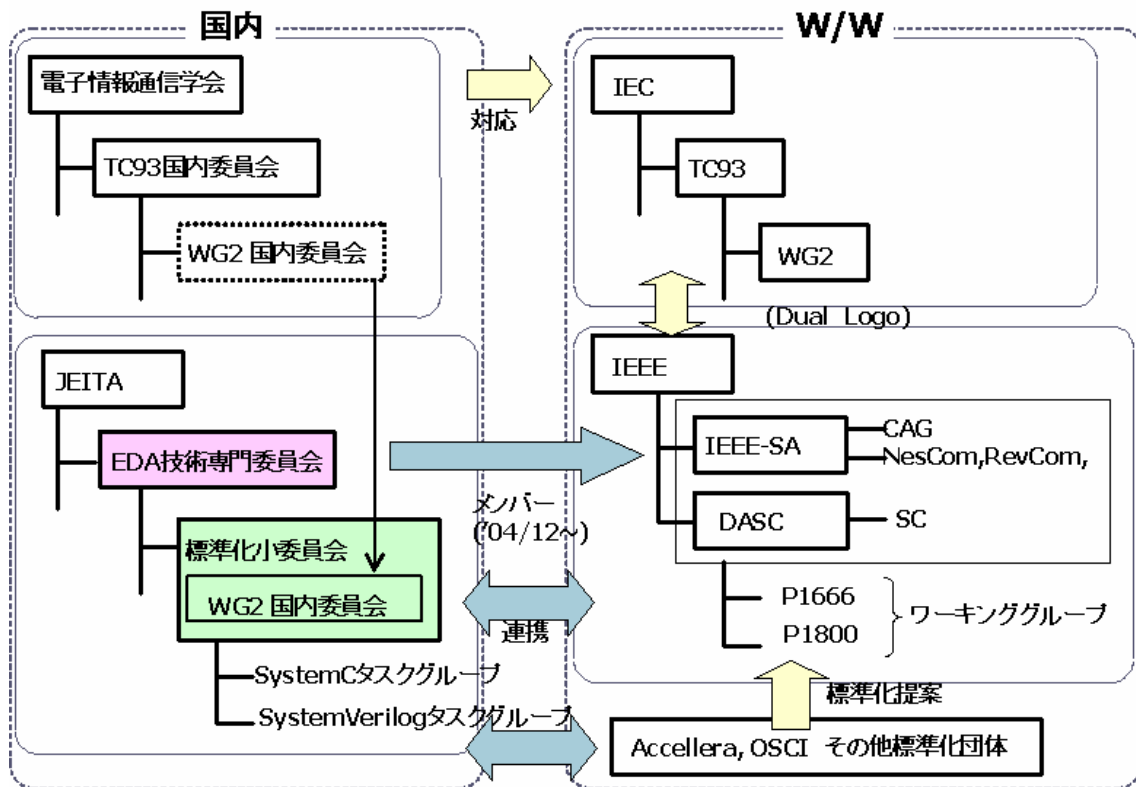 国内
W/W
電子情報通信学会
TC93国内委員会
WG2 国内委員会
対応
IEC
TC93
WG2
(Dual Logo)
JEITA
EDA技術専門委員会
標準化小委員会
WG2 国内委員会
SystemCタスクグループ
SystemVerilogタスクグループ
メンバー
('04/12~)
連携
IEEE
IEEE-SA
CAG
NesCom,RevCom,
DASC
SC
P1666
P1800
ワーキンググループ
標準化提案
Accellera, OSCI その他標準化団体